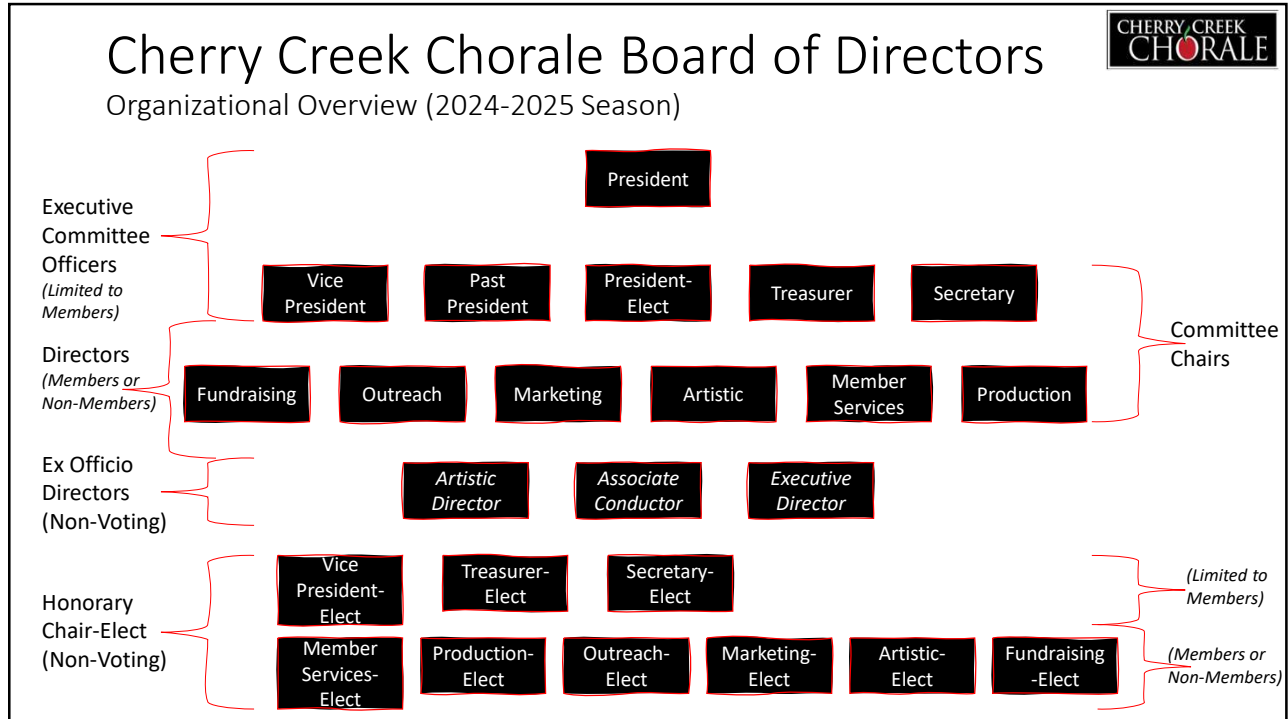 Cherry Creek Chorale Board of Directors
CHERRY CREEK
CHORALE
Organizational Overview (2024-2025 Season)
President
Executive
Committee
Officers
(Limited to
Members)
Vice
President
Past
President
President-
Elect
Treasurer
Secretary
Committee
Chairs
Directors
(Members or
Non-Members)
Fundraising
Outreach
Marketing
Artistic
Member
Services
Production
Ex Officio
Directors
(Non-Voting)
Artistic
Director
Associate
Conductor
Executive
Director
Honorary
Chair-Elect
(Non-Voting)
Vice
President-
Elect
Treasurer-
Elect
Secretary-
Elect
(Limited to
Members)
Member
Services-
Elect
Production-
Elect
Outreach-
Elect
Marketing-
Elect
Artistic-
Elect
Fundraising
-Elect
(Members or
Non-Members)